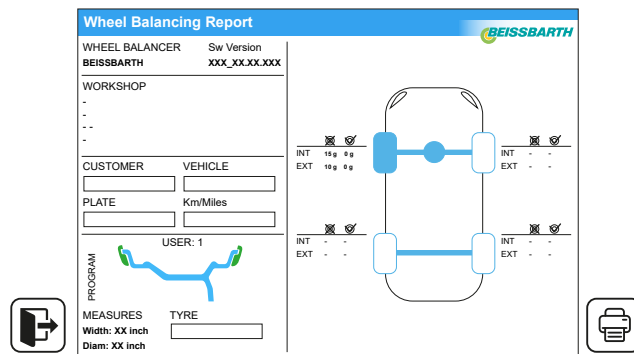 Wheel Balancing Report
BEISSBARTH
WHEEL BALANCER Sw Version
BEISSBARTH XXX_XX.XX.XXX
WORKSHOP
-
-
- -
-
CUSTOMER VEHICLE
PLATE Km/Miles
USER: 1
PROGRAM
MEASURES TYRE
Width: XX inch
Diam: XX inch
INT 15 g 0 g
EXT 10 g 0 g
INT - -
EXT - -
INT - -
EXT - -
INT - -
EXT - -